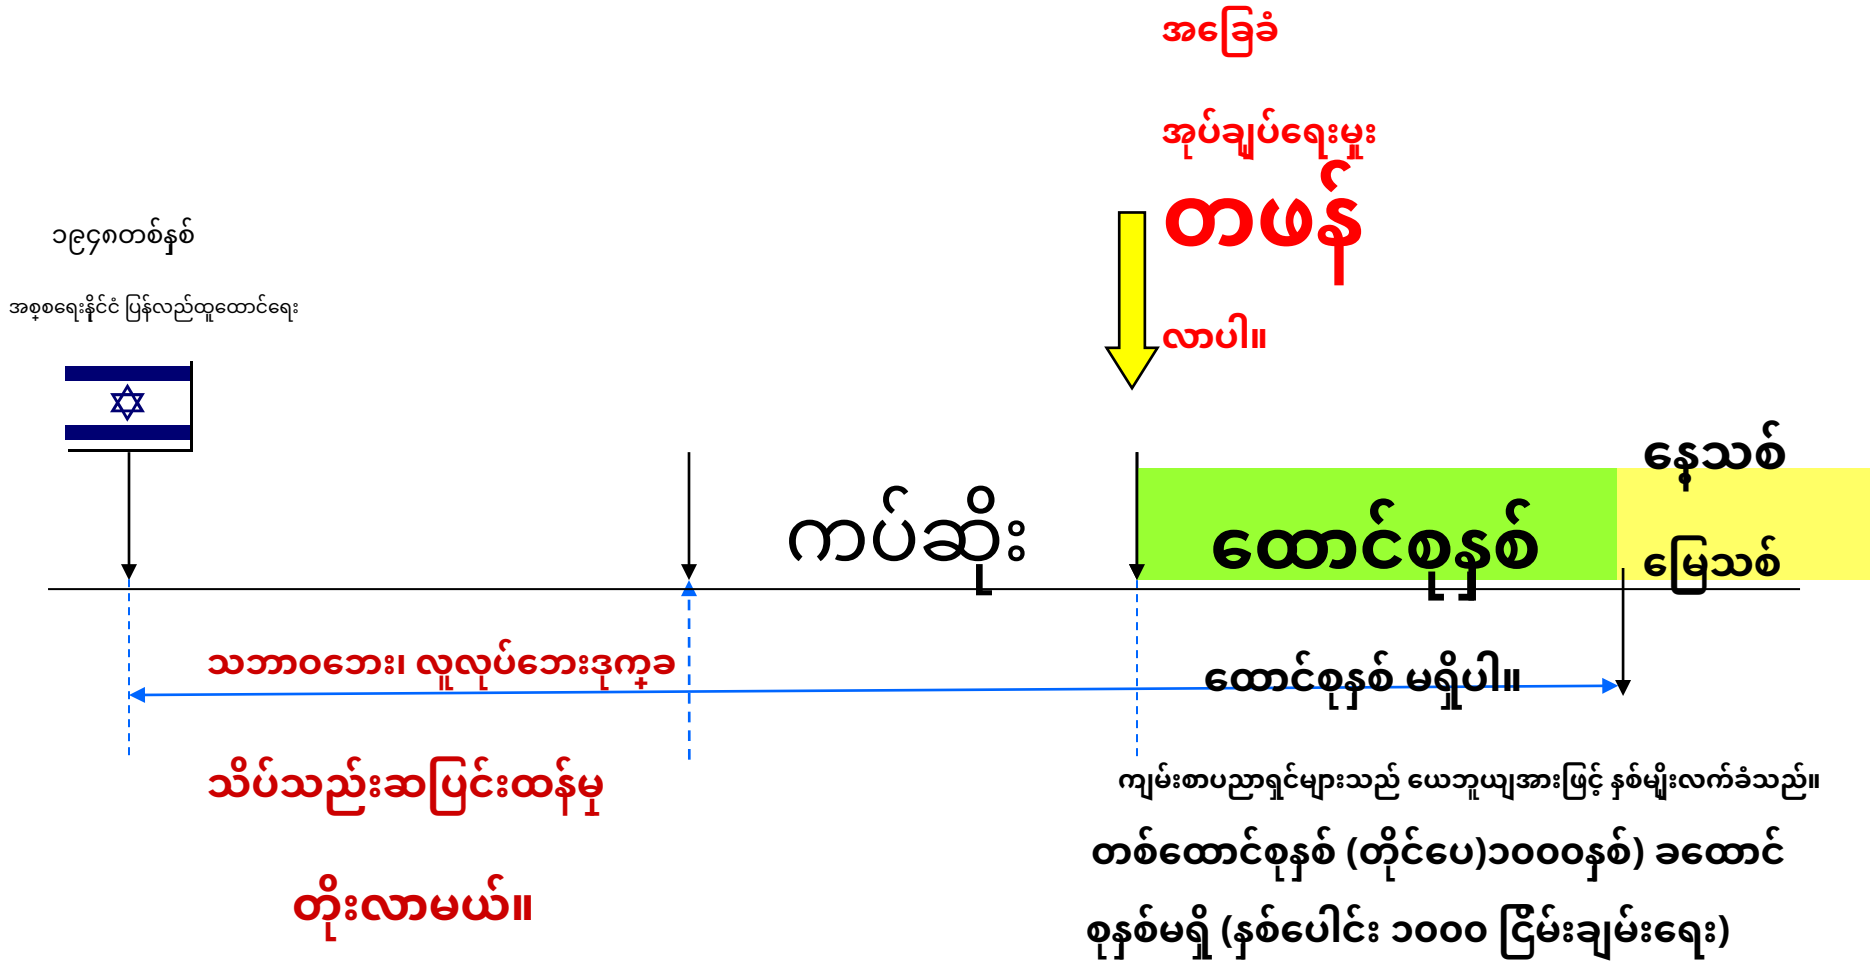 အခြေခံ
အုပ်ချုပ်ရေးမှူး
တဖန်
လာပါ။
၁၉၄၈တစ်နှစ်
အစ္စရေးနိုင်ငံ ပြန်လည်ထူထောင်ရေး
နေ့သစ်
မြေသစ်
ကပ်ဆိုး
ထောင်စုနှစ်
သဘာဝဘေး၊ လူလုပ်ဘေးဒုက္ခ
ထောင်စုနှစ် မရှိပါ။
သိပ်သည်းဆပြင်းထန်မှု
တိုးလာမယ်။
ကျမ်းစာပညာရှင်များသည် ယေဘူယျအားဖြင့် နှစ်မျိုးလက်ခံသည်။
တစ်ထောင်စုနှစ် (တိုင်ပေ)၁၀၀၀နှစ်) ခထောင်
စုနှစ်မရှိ (နှစ်ပေါင်း ၁၀၀၀ ငြိမ်းချမ်းရေး)